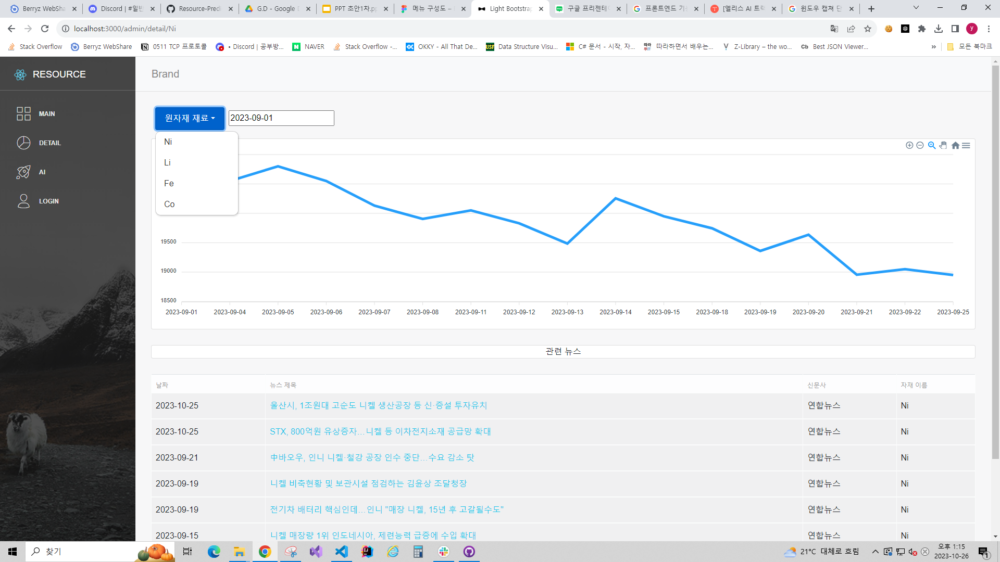 Berryz WebSha
Discord | #일반
Resource-Predi
G.D - Google D
PPT 초안1차.pp
메뉴 구성도 –
Light Bootstrap
구글 프리젠테이
프론트엔드 기
[엘리스 AI 트랙
윈도우 캡쳐 단
localhost:3000/admin/detail/Ni
y
Stack Overflow
Berryz WebShare
0511 TCP 프로토콜
• Discord | 공부방...
NAVER
Stack Overflow -...
OKKY - All That De...
USF
Data Structure Visu...
C# 문서 - 시작, 자...
따라하면서 배우는...
Z-Library – the wo...
Cb
Best JSON Viewer...
»
모든 북마크
RESOURCE
Brand
MAIN
DETAIL
AI
LOGIN
원자재 재료
2023-09-01
Ni
Li
Fe
Co
19500
19000
18500
2023-09-01
2023-09-04
2023-09-05
2023-09-06
2023-09-07
2023-09-08
2023-09-11
2023-09-12
2023-09-13
2023-09-14
2023-09-15
2023-09-18
2023-09-19
2023-09-20
2023-09-21
2023-09-22
2023-09-25
관련 뉴스
날짜 뉴스 제목 신문사 자재 이름
2023-10-25 울산시, 1조원대 고순도 니켈 생산공장 등 신·증설 투자유치 연합뉴스 Ni
2023-10-25 STX, 800억원 유상증자…니켈 등 이차전지소재 공급망 확대 연합뉴스 Ni
2023-09-21 中바오우, 인니 니켈·철강 공장 인수 중단…수요 감소 탓 연합뉴스 Ni
2023-09-19 니켈 비축현황 및 보관시설 점검하는 김윤상 조달청장 연합뉴스 Ni
2023-09-19 전기차 배터리 핵심인데…인니 "매장 니켈, 15년 후 고갈될수도" 연합뉴스 Ni
2023-09-15 니켈 매장량 1위 인도네시아, 제련능력 급증에 수입 확대 연합뉴스 Ni
찾기
21°C 대체로 흐림
오후 1:15
2023-10-26
1